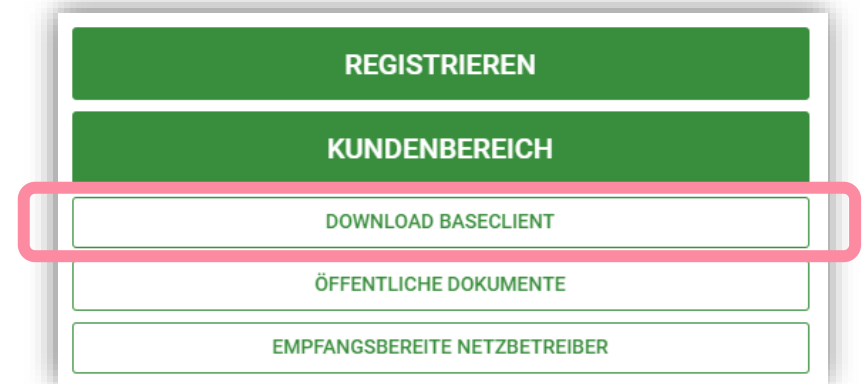 REGISTRIEREN
KUNDENBEREICH
DOWNLOAD BASECLIENT
ÖFFENTLICHE DOKUMENTE
EMPFANGSBEREITE NETZBETREIBER